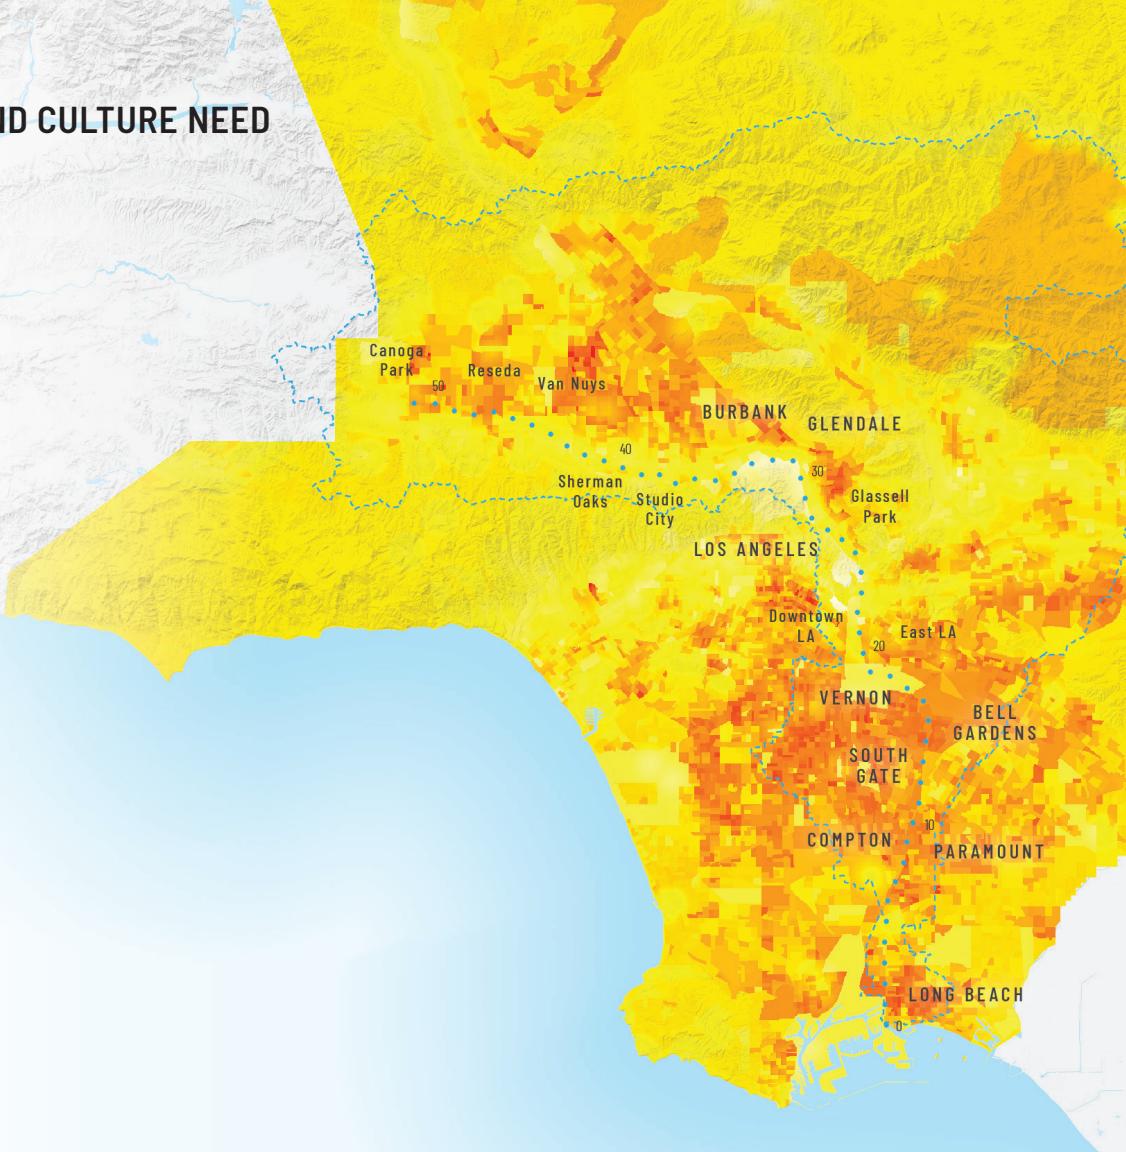 CULTURE NEED
Canoga
Park
Reseda
Van Nuys
50
BURBANK
GLENDALE
40
30
Sherman
Oaks
Studio
City
Glassell
Park
LOS ANGELES
Downtown
LA
East LA
20
VERNON
BELL
GARDENS
SOUTH
GATE
10
COMPTON
PARAMOUNT
LONG BEACH
0